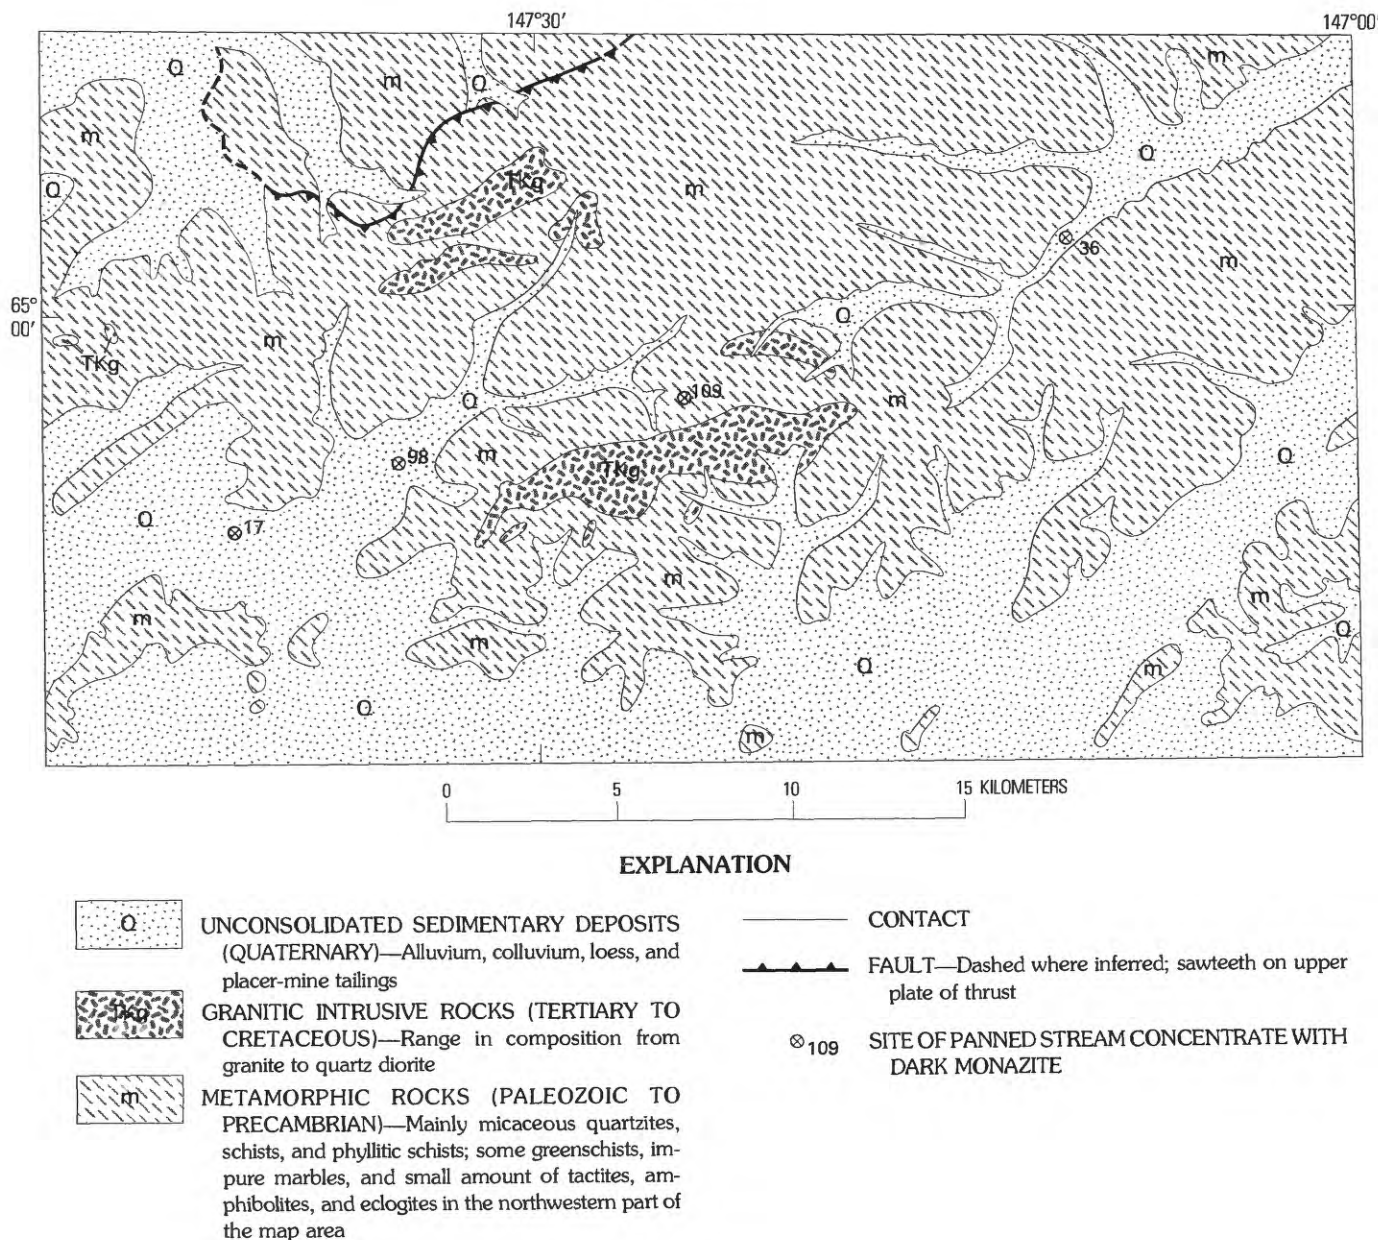 147°30′ 147°00′
Q m Q m
m Q
Q TKg m
36
m
65°
00′
Q
m
TKg
109
Q m
98 m Q
TKg
Q 17
m
m m
Q
m
Q m
Q
m
0 5 10 15 KILOMETERS
EXPLANATION
Q UNCONSOLIDATED SEDIMENTARY DEPOSITS
(QUATERNARY)—Alluvium, colluvium, loess, and
placer-mine tailings
TKg GRANITIC INTRUSIVE ROCKS (TERTIARY TO
CRETACEOUS)—Range in composition from
granite to quartz diorite
m METAMORPHIC ROCKS (PALEOZOIC TO
PRECAMBRIAN)—Mainly micaceous quartzites,
schists, and phyllitic schists; some greenschists, im-
pure marbles, and small amount of tactites, am-
phibolites, and eclogites in the northwestern part of
the map area
CONTACT
FAULT—Dashed where inferred; sawteeth on upper
plate of thrust
109 SITE OF PANNED STREAM CONCENTRATE WITH
DARK MONAZITE